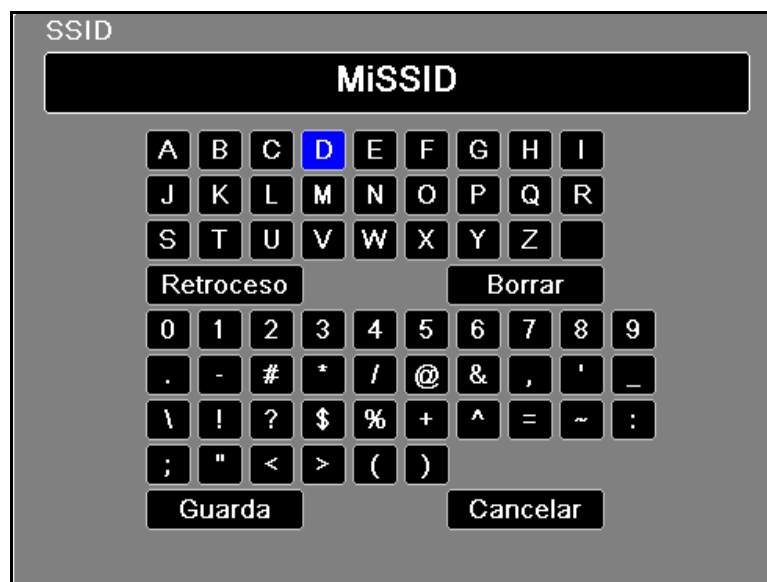 SSID
MiSSID
A B C D E F G H I
J K L M N O P Q R
S T U V W X Y Z
Retroceso Borrar
0 1 2 3 4 5 6 7 8 9
. - # * / @ & , ' _
\ ! ? $ % + ^ = ~ :
; " < > ( )
Guarda Cancelar